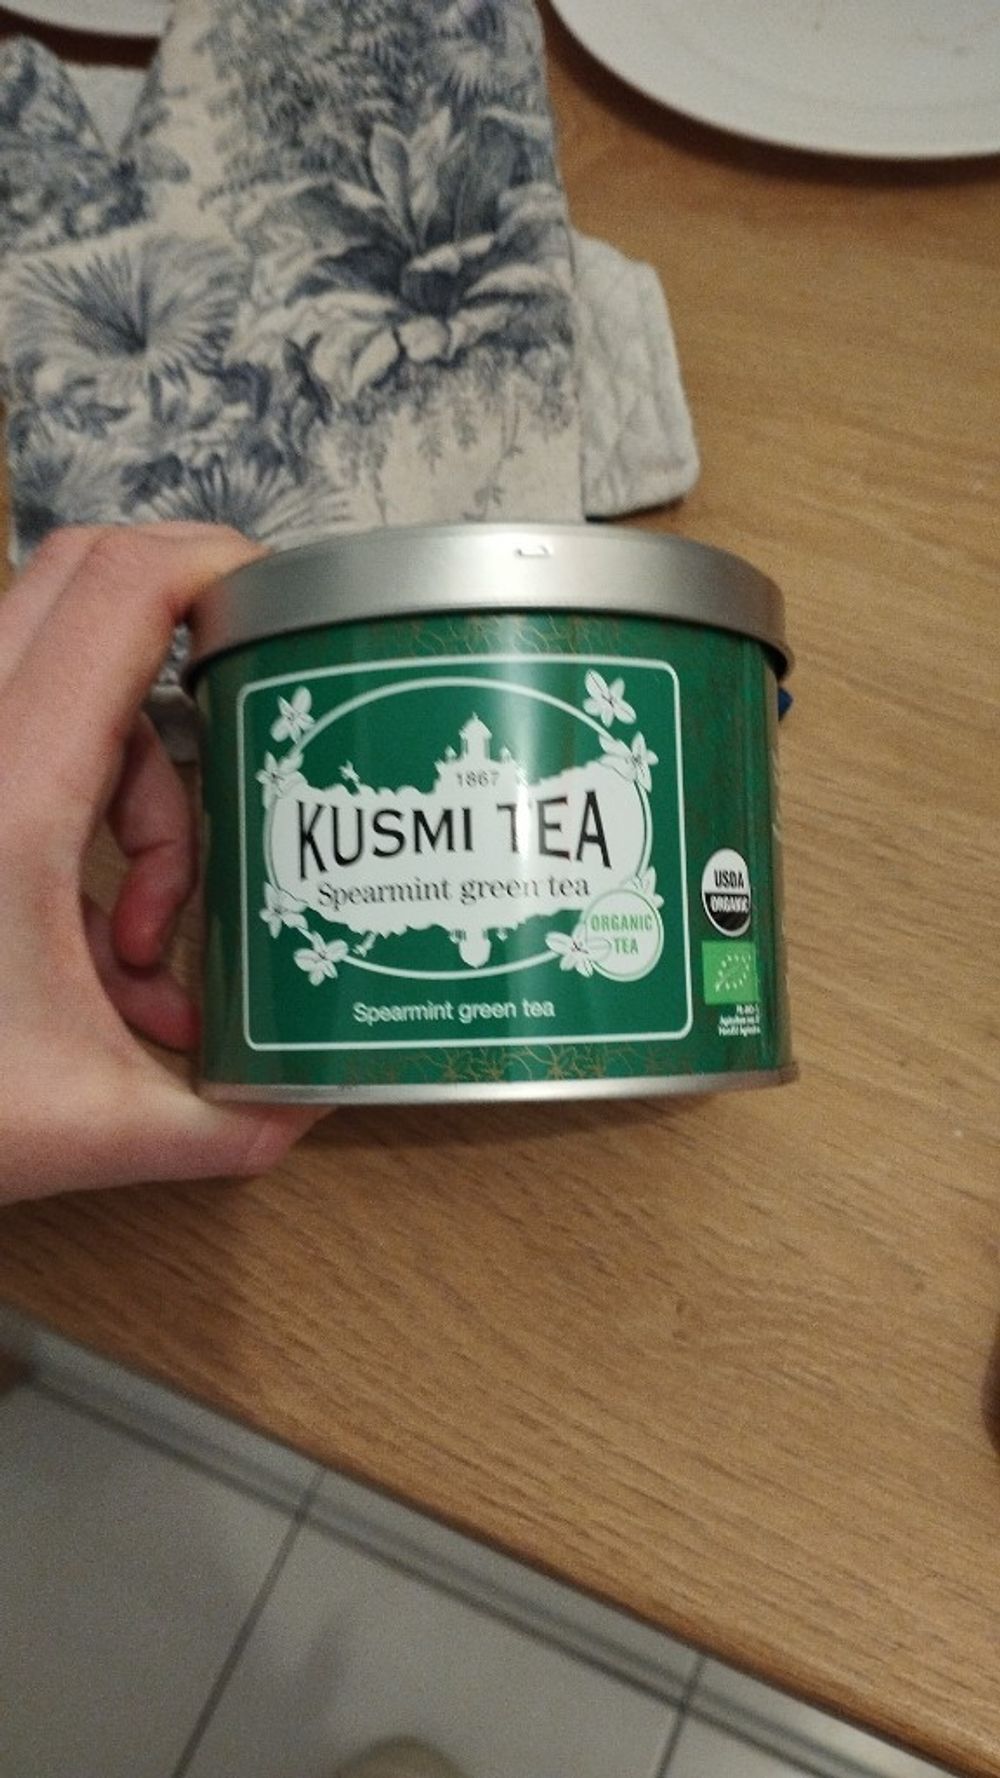 1867
KUSMI TEA
Spearmint green tea
ORGANIC
TEA
Spearmint green tea
USDA
ORGANIC